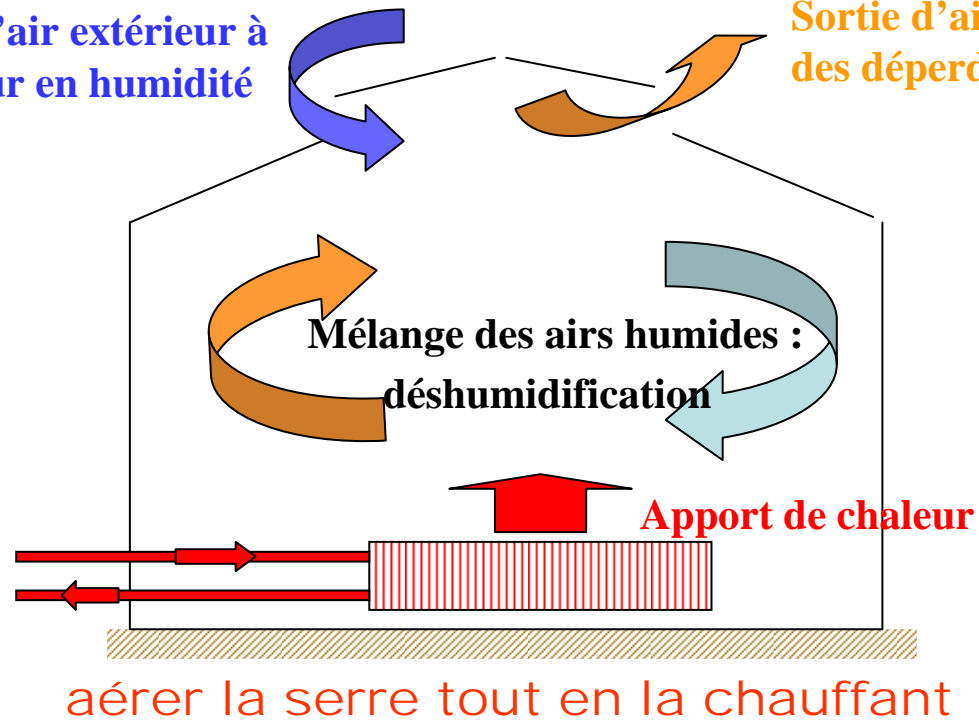 ’air extérieur à
ur en humidité
Sortie d’ai
des déperd
Mélange des airs humides :
déshumidification
Apport de chaleur
aérer la serre tout en la chauffant